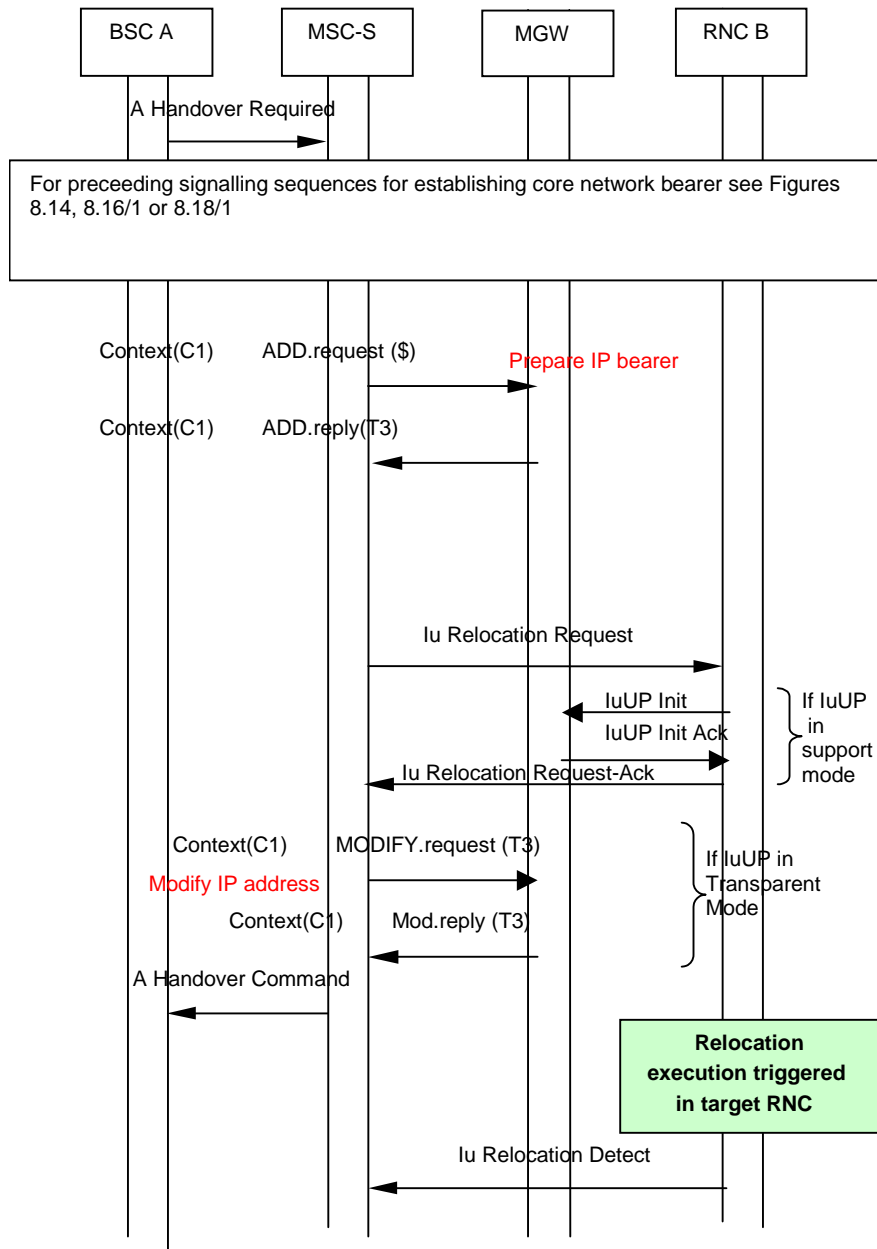 BSC A
MSC-S
MGW
RNC B
A Handover Required
For preceeding signalling sequences for establishing core network bearer see Figures
8.14, 8.16/1 or 8.18/1
Context(C1) ADD.request ($)
Prepare IP bearer
Context(C1) ADD.reply(T3)
Iu Relocation Request
IuUP Init
IuUP Init Ack
If IuUP
in
support
mode
Iu Relocation Request-Ack
Context(C1) MODIFY.request (T3)
Modify IP address
If IuUP in
Transparent
Mode
Context(C1) Mod.reply (T3)
A Handover Command
Relocation
execution triggered
in target RNC
Iu Relocation Detect